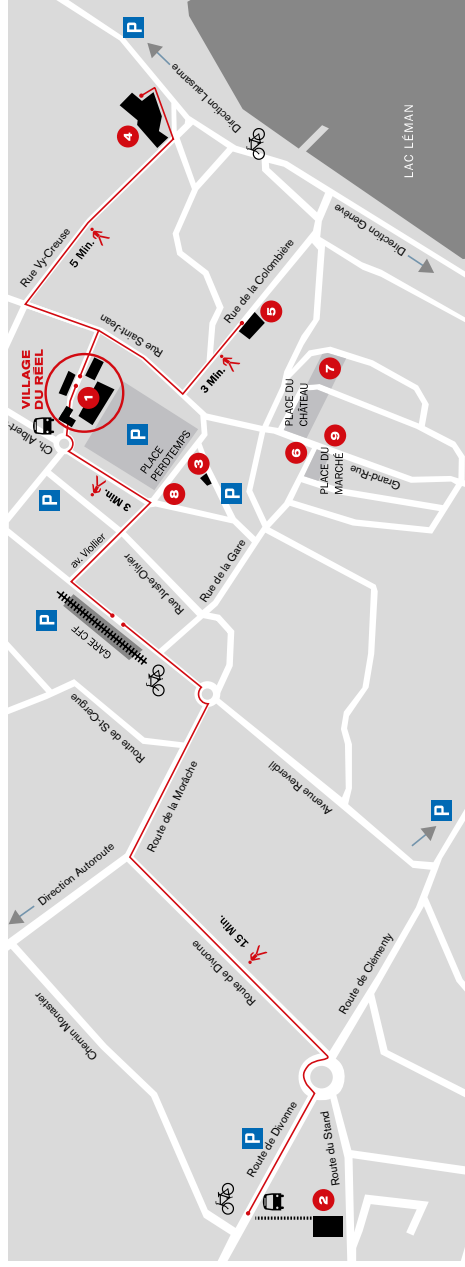 P
Direction Lausanne
LAC LÉMAN
4
Rue Vy-Creuse
5 Min.
Direction Genève
Rue de la Colombière
5
Rue Saint-Jean
3 Min.
VILLAGE
DU RÉEL
1
Ch. Albert-
P
PLACE
PERDTEMPS
7
PLACE DU
CHÂTEAU
9
6
PLACE DU
MARCHÉ
Grand-Rue
3
P
8
3 Min.
P
av. Viollier
Rue Juste-Olivier
Rue de la Gare
P
GARE CFF
Route de St-Cergue
Route de la Morâche
Avenue Reverdil
P
Direction Autoroute
15 Min.
Route de Divonne
Route de Clémenty
Chemin Monastier
P
Route de Divonne
Route du Stand
2